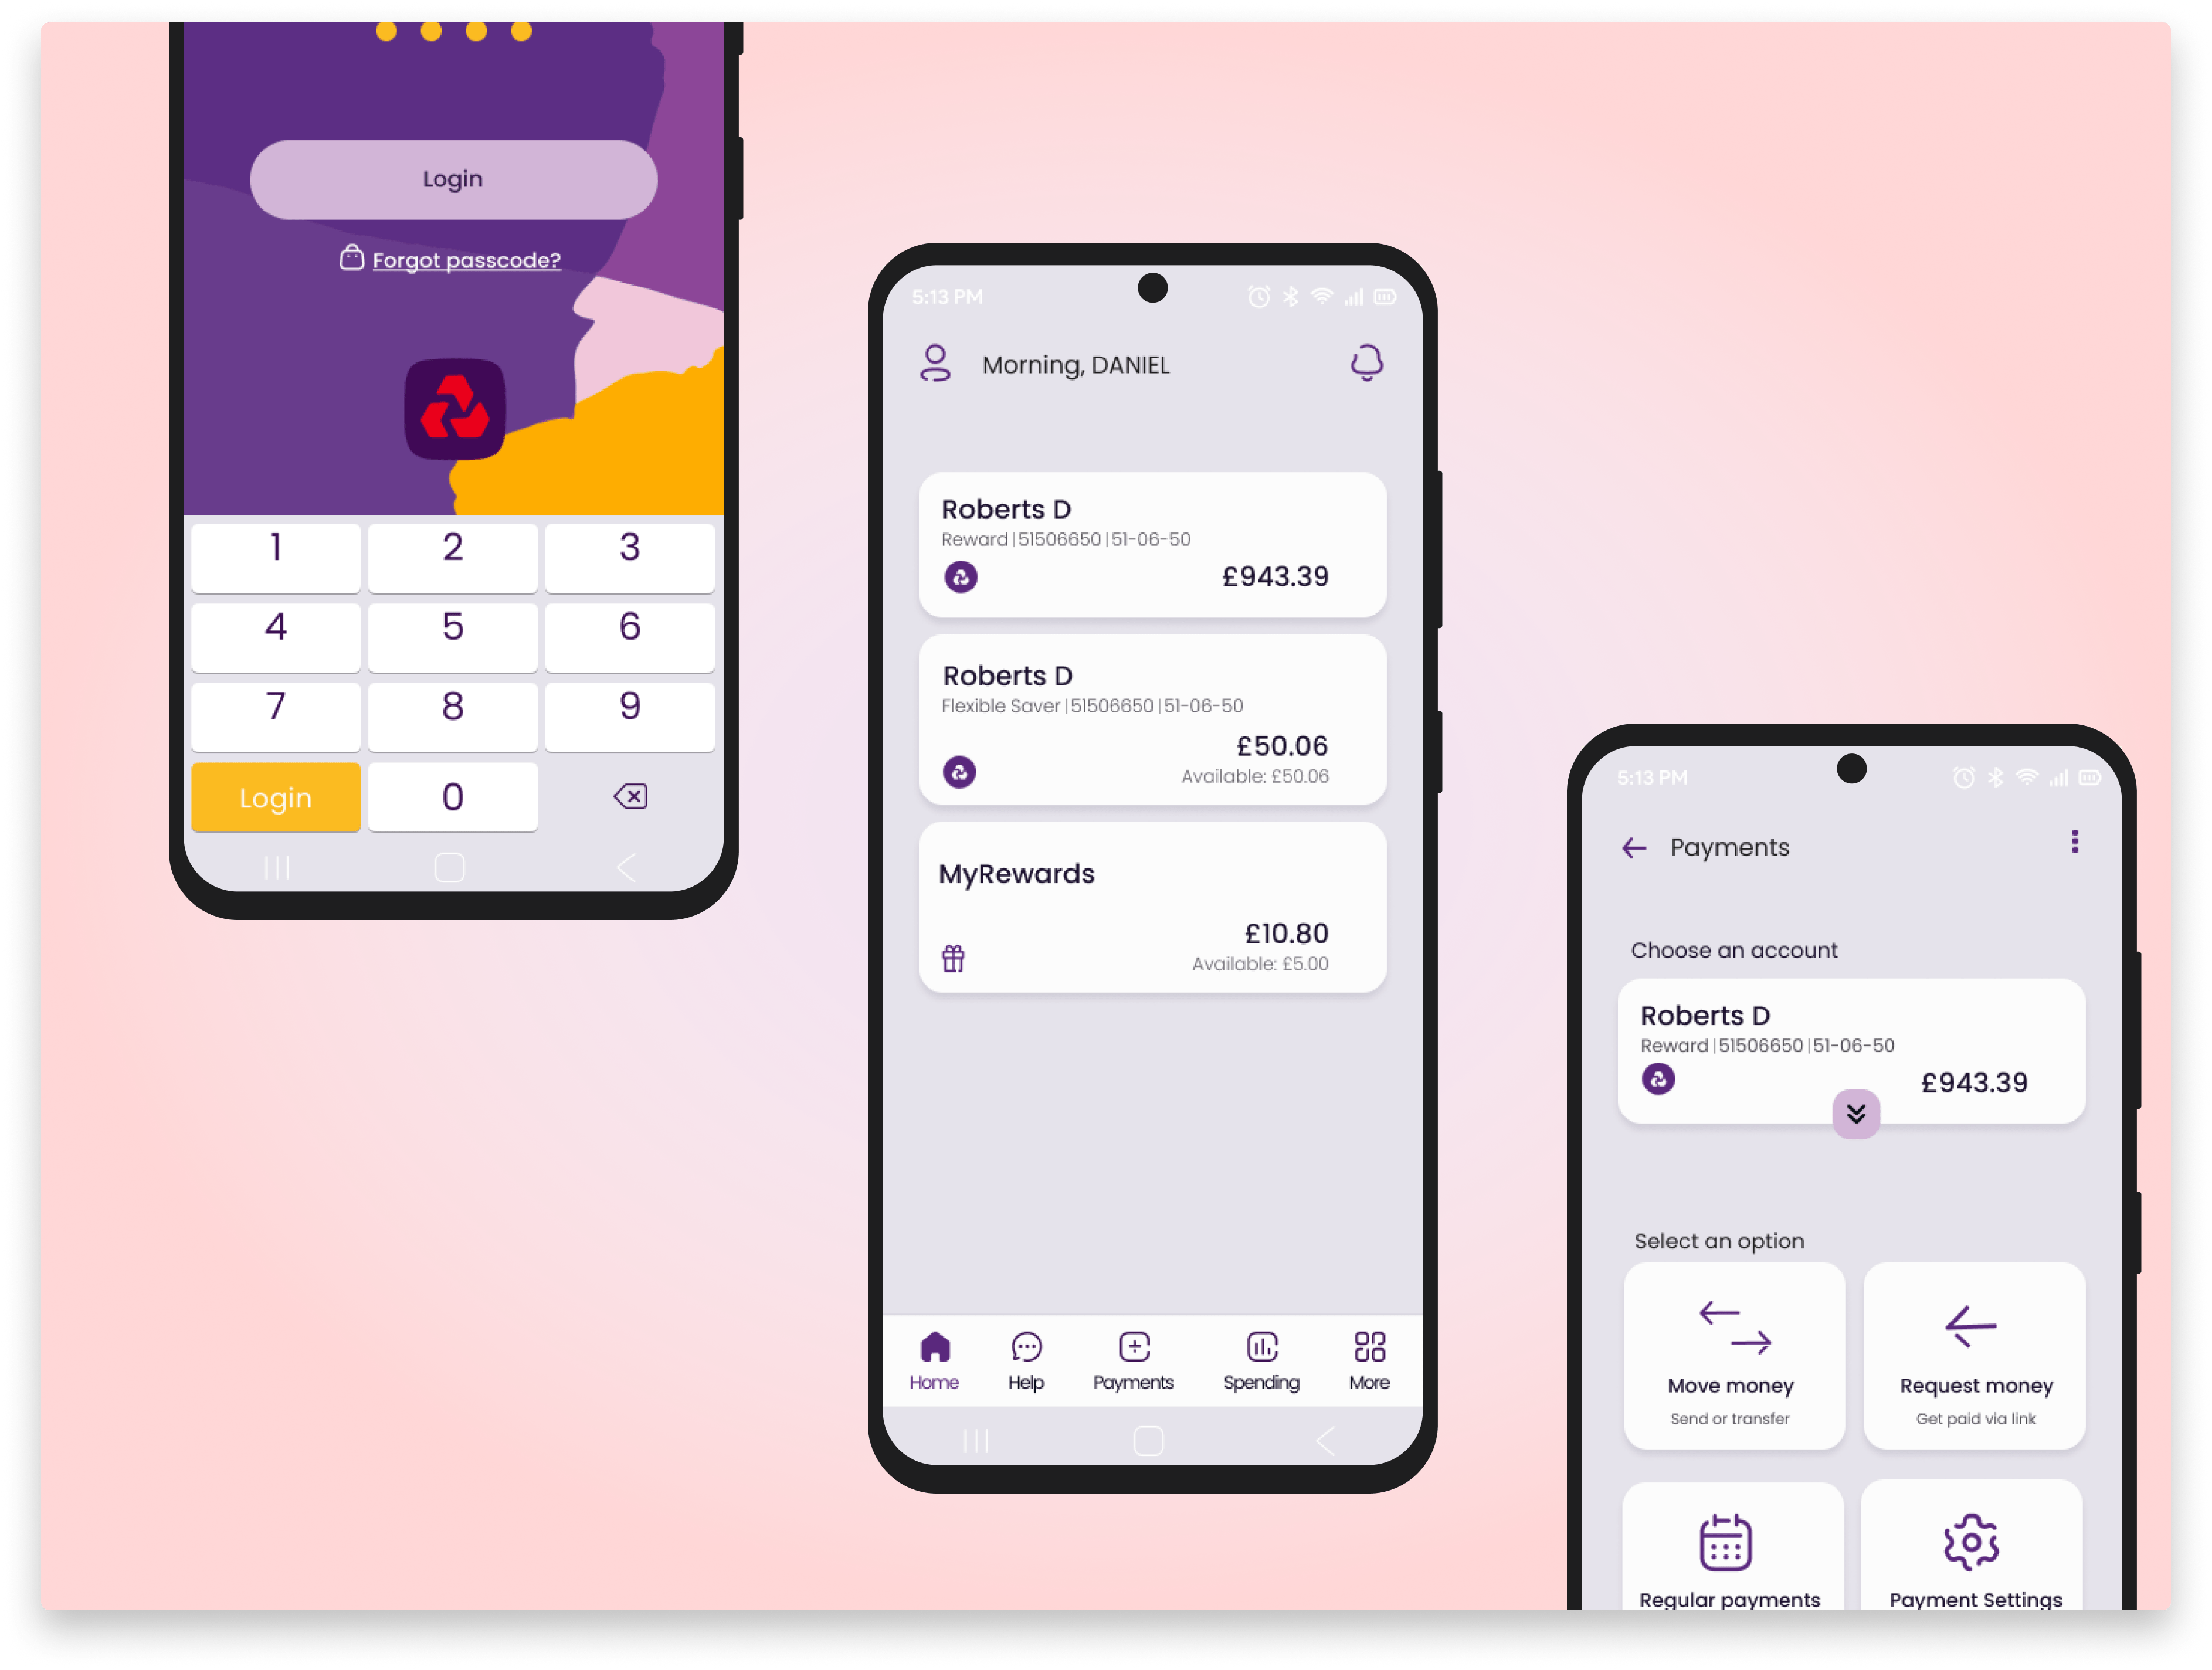 Login
Forgot passcode?
1 2 3
4 5 6
7 8 9
Login 0
5:13 PM
Morning, DANIEL
Roberts D
Reward | 51506650 | 51-06-50
£943.39
Roberts D
Flexible Saver | 51506650 | 51-06-50
£50.06
Available: £50.06
MyRewards
£10.80
Available: £5.00
Home Help Payments Spending More
5:13 PM
Payments
Choose an account
Roberts D
Reward | 51506650 | 51-06-50
£943.39
Select an option
Move money
Send or transfer
Request money
Get paid via link
Regular payments
Payment Settings